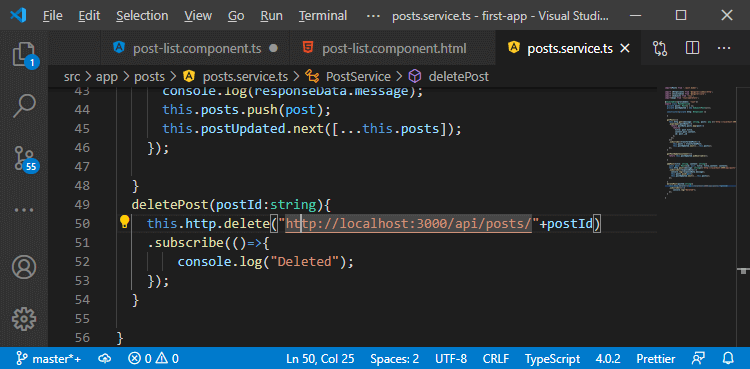 File Edit Selection View Go Run Terminal ··· posts.service.ts - first-app - Visual Studi...
post-list.component.ts post-list.component.html posts.service.ts
src > app > posts > posts.service.ts > PostService > deletePost
43 console.log(responseData.message);
44 this.posts.push(post);
45 this.postUpdated.next([...this.posts]);
46 });
47
48 }
49 deletePost(postId:string){
50 this.http.delete("http://localhost:3000/api/posts/"+postId)
51 .subscribe(()=>{
52 console.log("Deleted");
53 });
54 }
55
56 }
1
55
master*+ 0 0 Ln 50, Col 25 Spaces: 2 UTF-8 CRLF TypeScript 4.0.2 Prettier